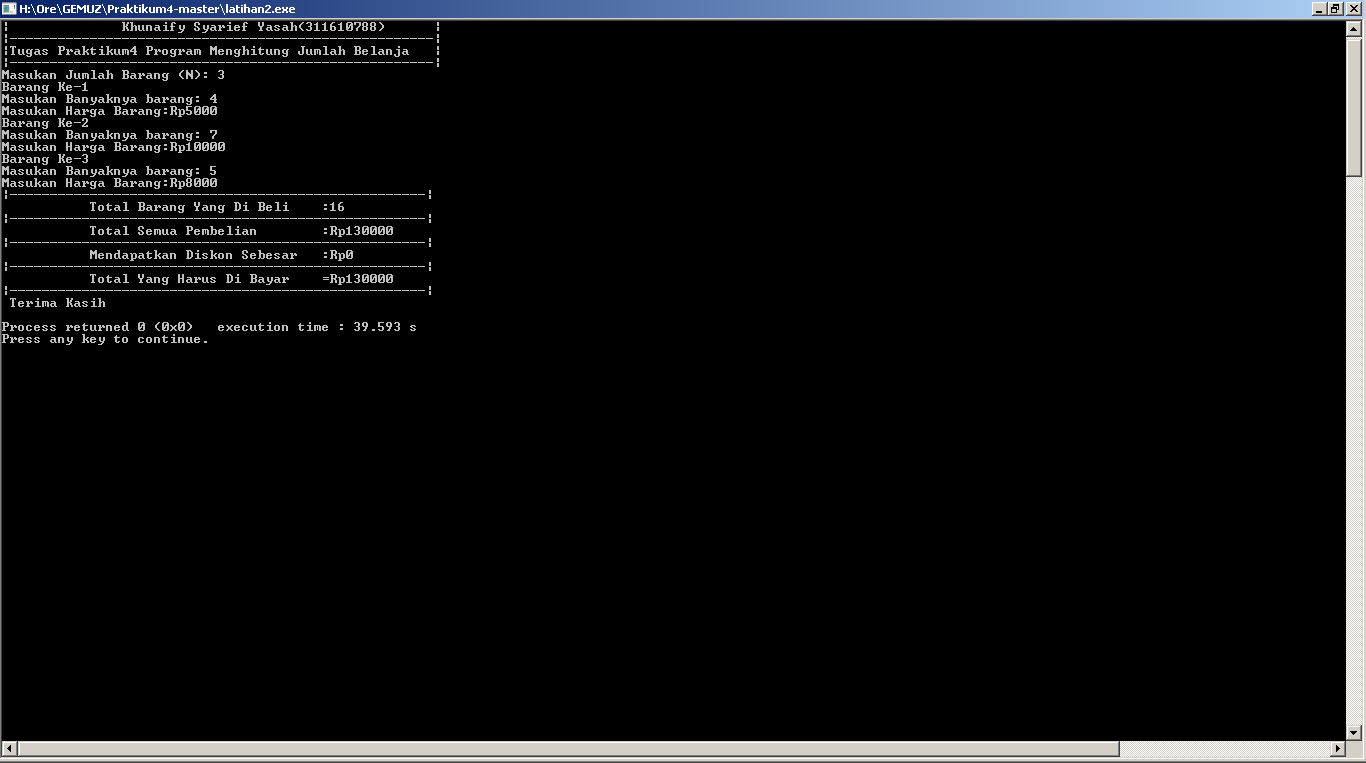 H:\Ore\GEMUZ\Praktikum4-master\latihan2.exe
¦ Khunaify Syarief Yasah(311610788) ¦
¦-----------------------------------------------------¦
¦Tugas Praktikum4 Program Menghitung Jumlah Belanja ¦
¦-----------------------------------------------------¦
Masukan Jumlah Barang (N): 3
Barang Ke-1
Masukan Banyaknya barang: 4
Masukan Harga Barang:Rp5000
Barang Ke-2
Masukan Banyaknya barang: 7
Masukan Harga Barang:Rp10000
Barang Ke-3
Masukan Banyaknya barang: 5
Masukan Harga Barang:Rp8000
¦----------------------------------------------------¦
Total Barang Yang Di Beli :16
¦----------------------------------------------------¦
Total Semua Pembelian :Rp130000
¦----------------------------------------------------¦
Mendapatkan Diskon Sebesar :Rp0
¦----------------------------------------------------¦
Total Yang Harus Di Bayar =Rp130000
¦----------------------------------------------------¦
Terima Kasih
Process returned 0 (0x0) execution time : 39.593 s
Press any key to continue.